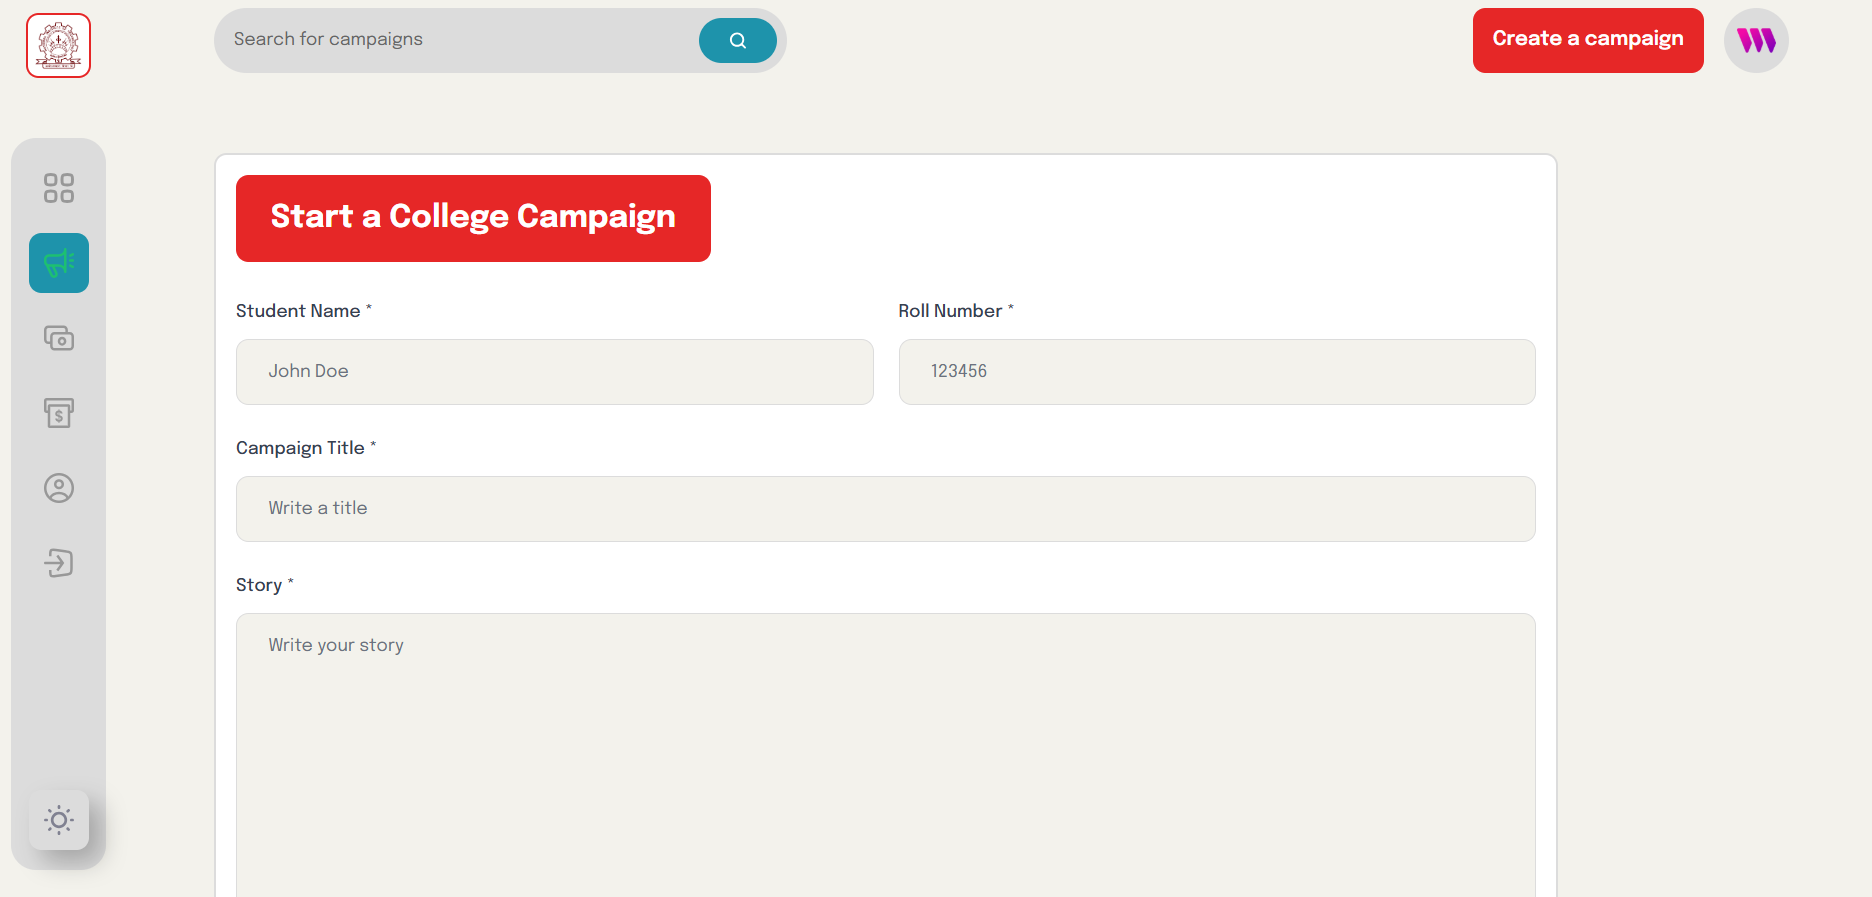 Search for campaigns
Create a campaign
Start a College Campaign
Student Name *
Roll Number *
John Doe
123456
Campaign Title *
Write a title
Story *
Write your story
$